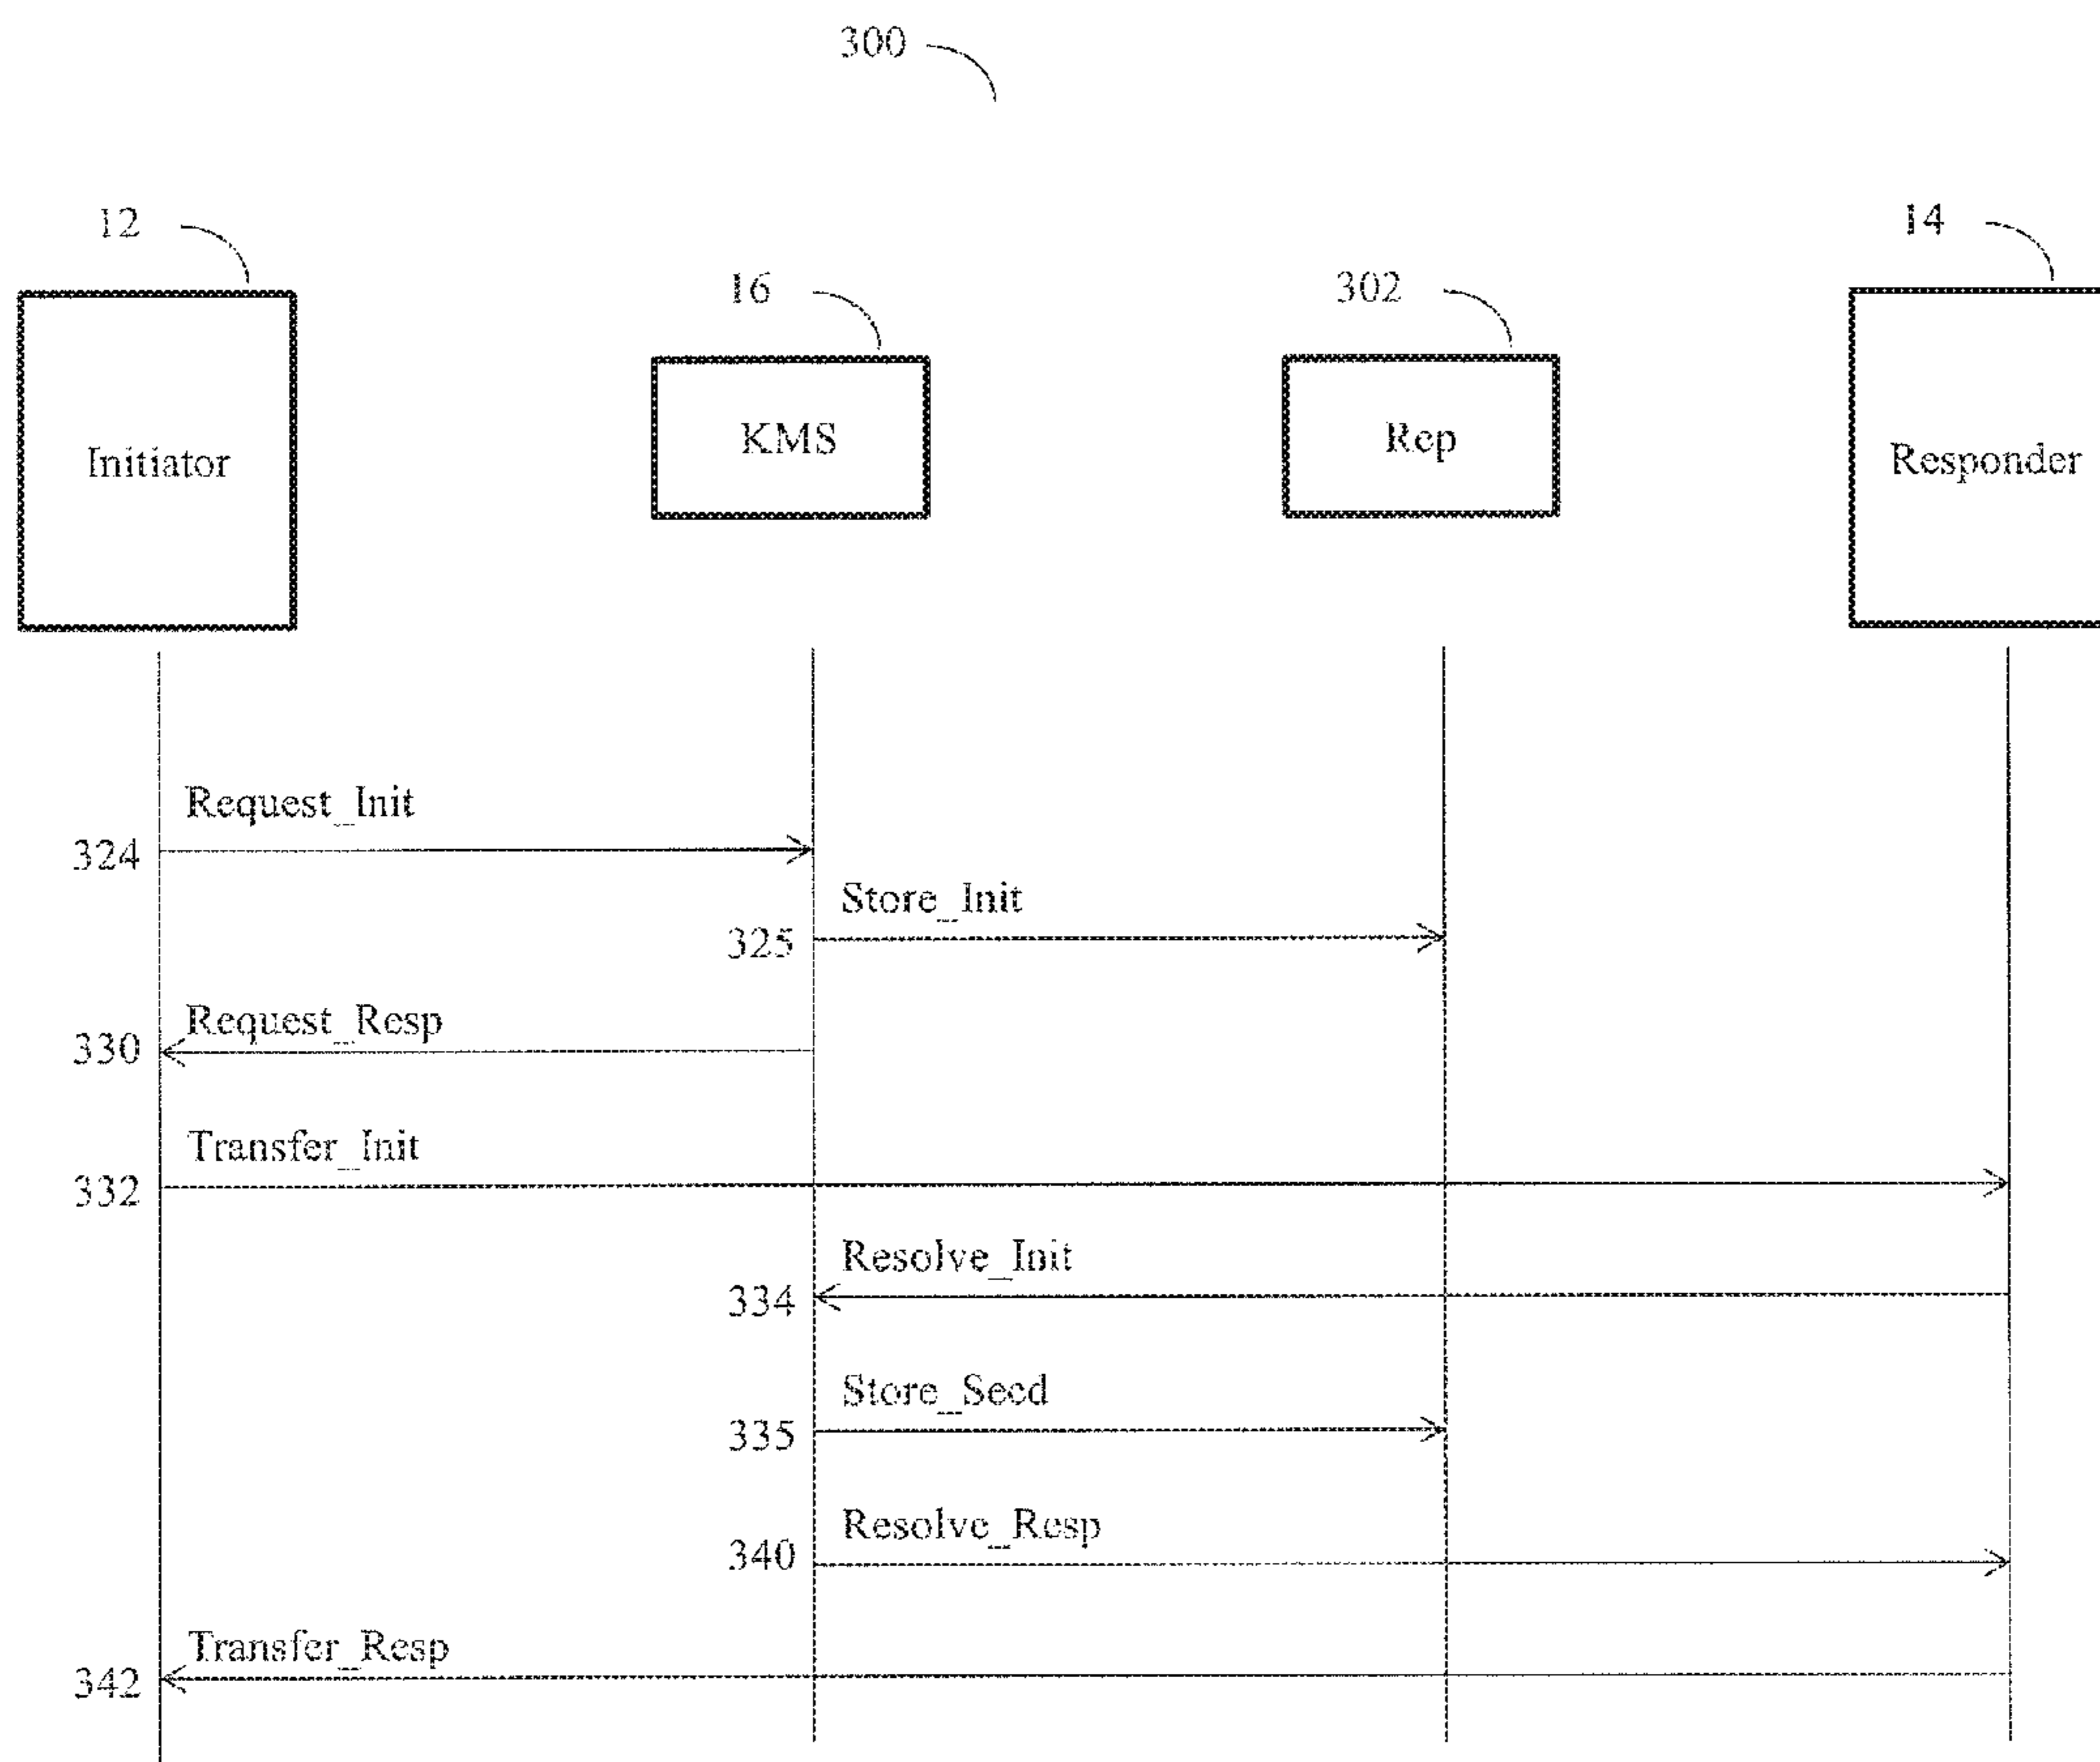 300
12
14
16
302
Initiator
KMS
Rep
Responder
Request_Init
324
Store_Init
325
Request_Resp
330
Transfer_Init
332
Resolve_Init
334
Store_Seed
335
Resolve_Resp
340
Transfer_Resp
342